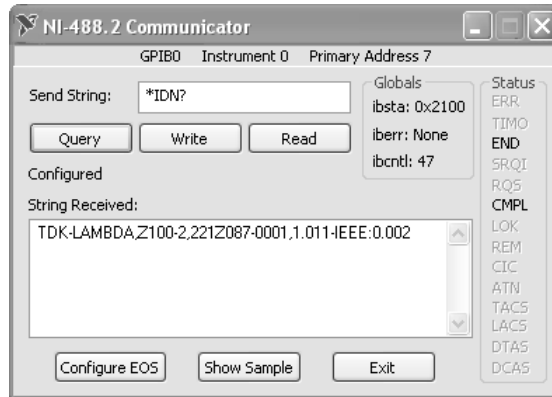 NI-488.2 Communicator
GPIB0 Instrument 0 Primary Address 7
Send String: *IDN?
Query Write Read
Configured
String Received:
TDK-LAMBDA,Z100-2,221Z087-0001,1.011-IEEE:0.002
Configure EOS Show Sample Exit
Globals
ibsta: 0x2100
iberr: None
ibcntl: 47
Status
ERR
TIMO
END
SRQI
RQS
CMPL
LOK
REM
CIC
ATN
TACS
LACS
DTAS
DCAS